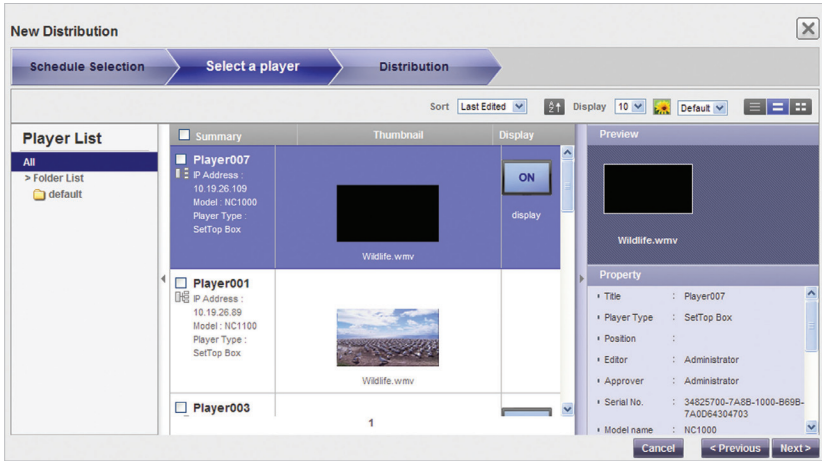 New Distribution
Schedule Selection
Select a player
Distribution
Sort Last Edited Display 10 Default
Player List
All
> Folder List
default
Summary Thumbnail Display
Player007
IP Address :
10.19.26.109
Model : NC1000
Player Type :
SetTop Box
Wildlife.wmv
ON
display
Player001
IP Address :
10.19.26.89
Model : NC1100
Player Type :
SetTop Box
Wildlife.wmv
Player003
1
Preview
Wildlife.wmv
Property
Title : Player007
Player Type : SetTop Box
Position :
Editor : Administrator
Approver : Administrator
Serial No. : 34825700-7A8B-1000-B69B-
7A0D64304703
Model name : NC1000
Cancel < Previous Next >